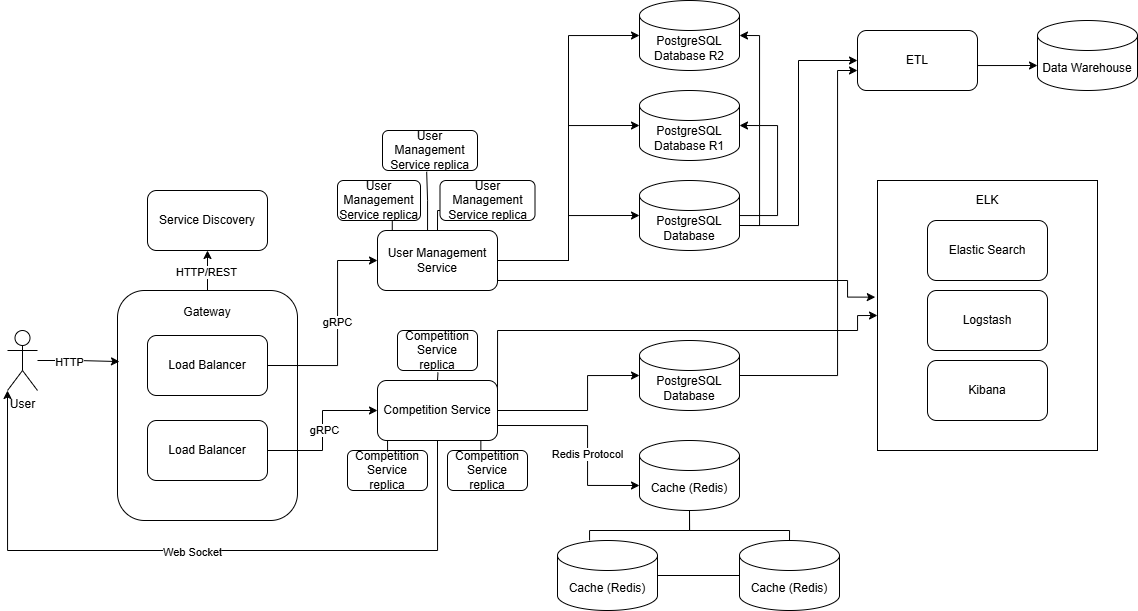 PostgreSQL
Database R2
ETL
Data Warehouse
PostgreSQL
Database R1
User
Management
Service replica
User
Management
Service replica
User
Management
Service replica
PostgreSQL
Database
ELK
Service Discovery
Elastic Search
User Management
Service
HTTP/REST
Gateway
gRPC
Logstash
Competition
Service
replica
Load Balancer
HTTP
PostgreSQL
Database
Kibana
User
Competition Service
gRPC
Load Balancer
Competition
Service
replica
Competition
Service
replica
Redis Protocol
Cache (Redis)
Web Socket
Cache (Redis)
Cache (Redis)